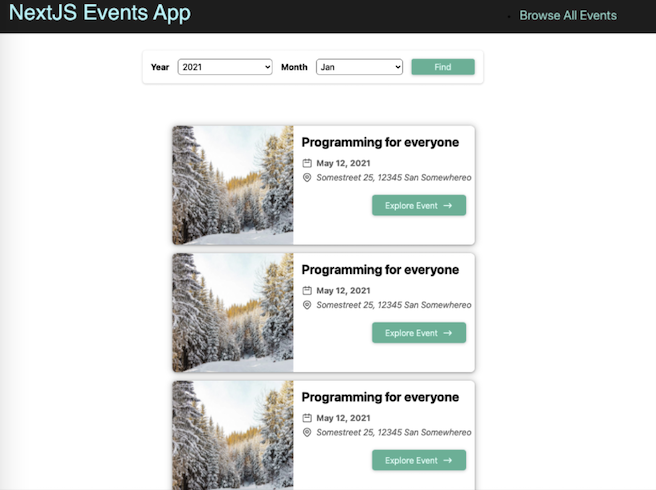 NextJS Events App
Browse All Events
Year 2021 Month Jan Find
Programming for everyone
May 12, 2021
Somestreet 25, 12345 San Somewhereo
Explore Event →
Programming for everyone
May 12, 2021
Somestreet 25, 12345 San Somewhereo
Explore Event →
Programming for everyone
May 12, 2021
Somestreet 25, 12345 San Somewhereo
Explore Event →